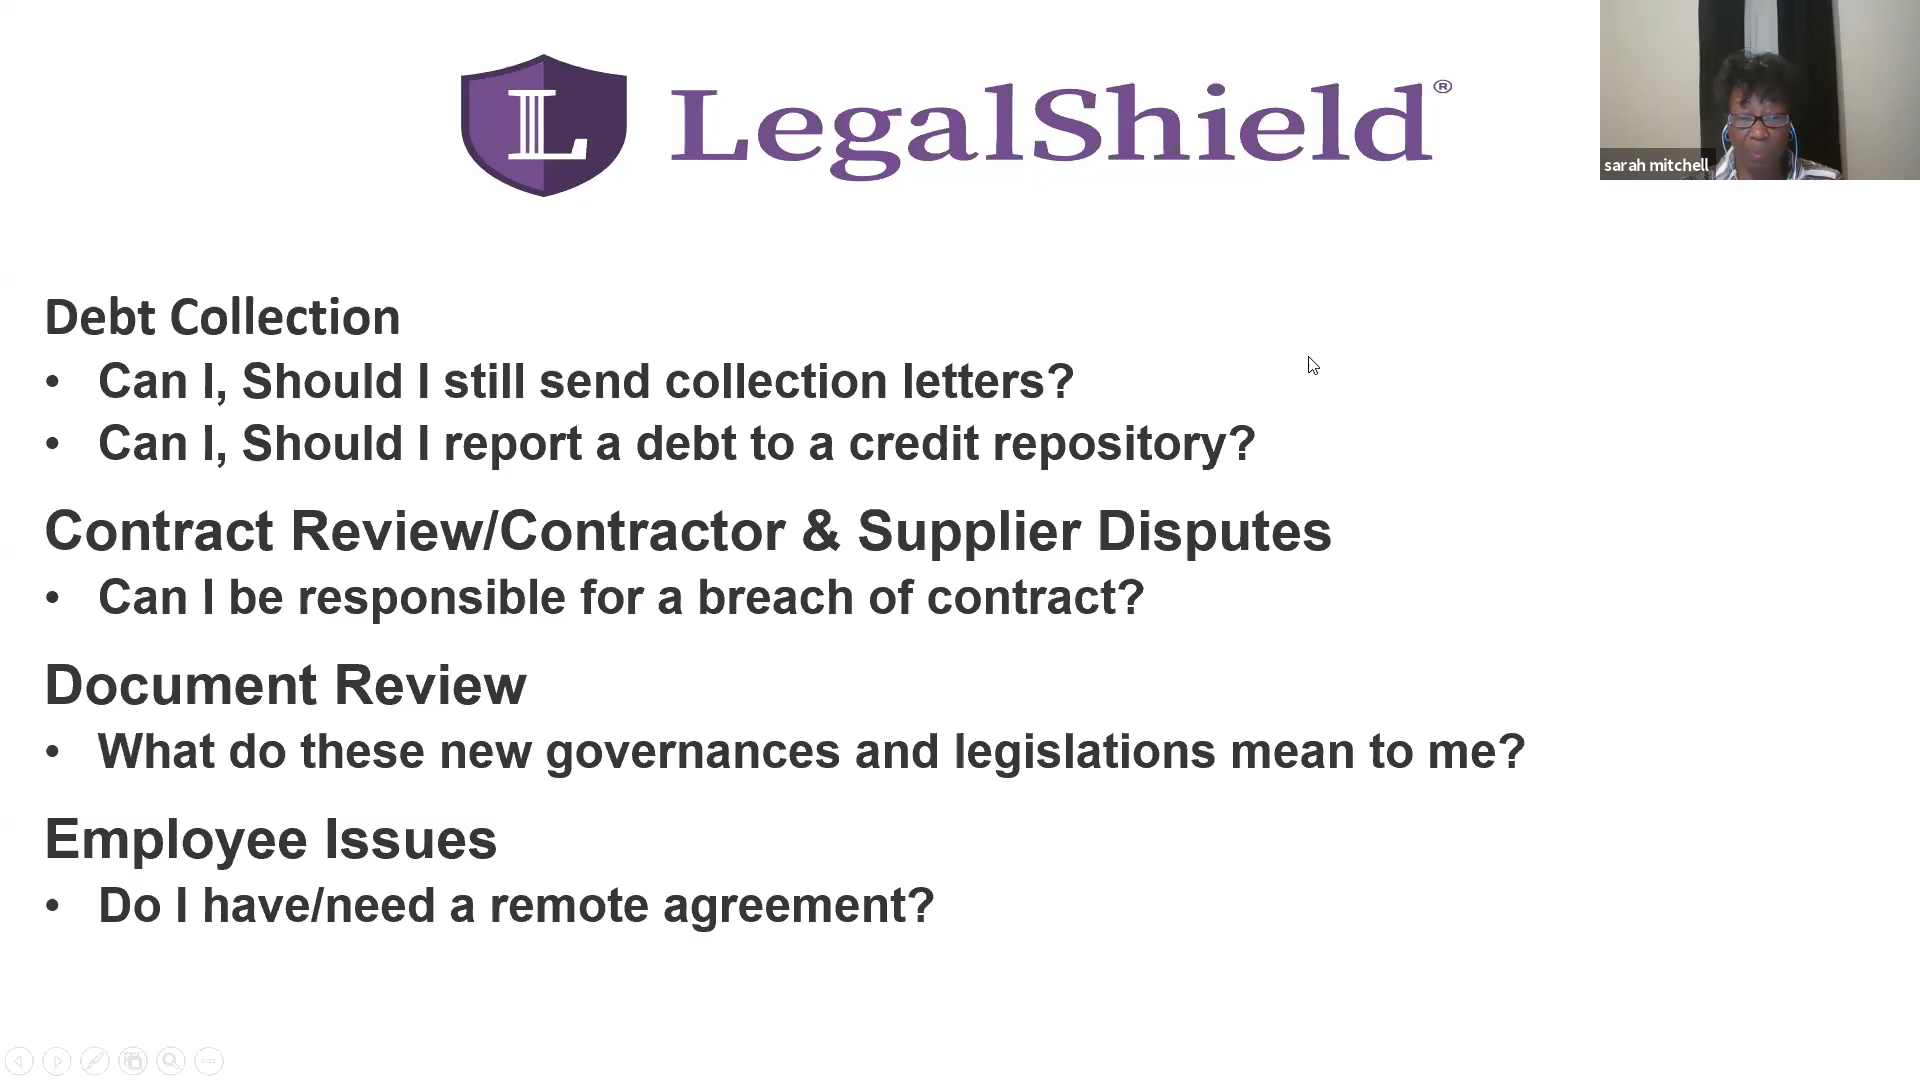 L LegalShield®
sarah mitchell
Debt Collection
• Can I, Should I still send collection letters?
• Can I, Should I report a debt to a credit repository?
Contract Review/Contractor & Supplier Disputes
• Can I be responsible for a breach of contract?
Document Review
• What do these new governances and legislations mean to me?
Employee Issues
• Do I have/need a remote agreement?